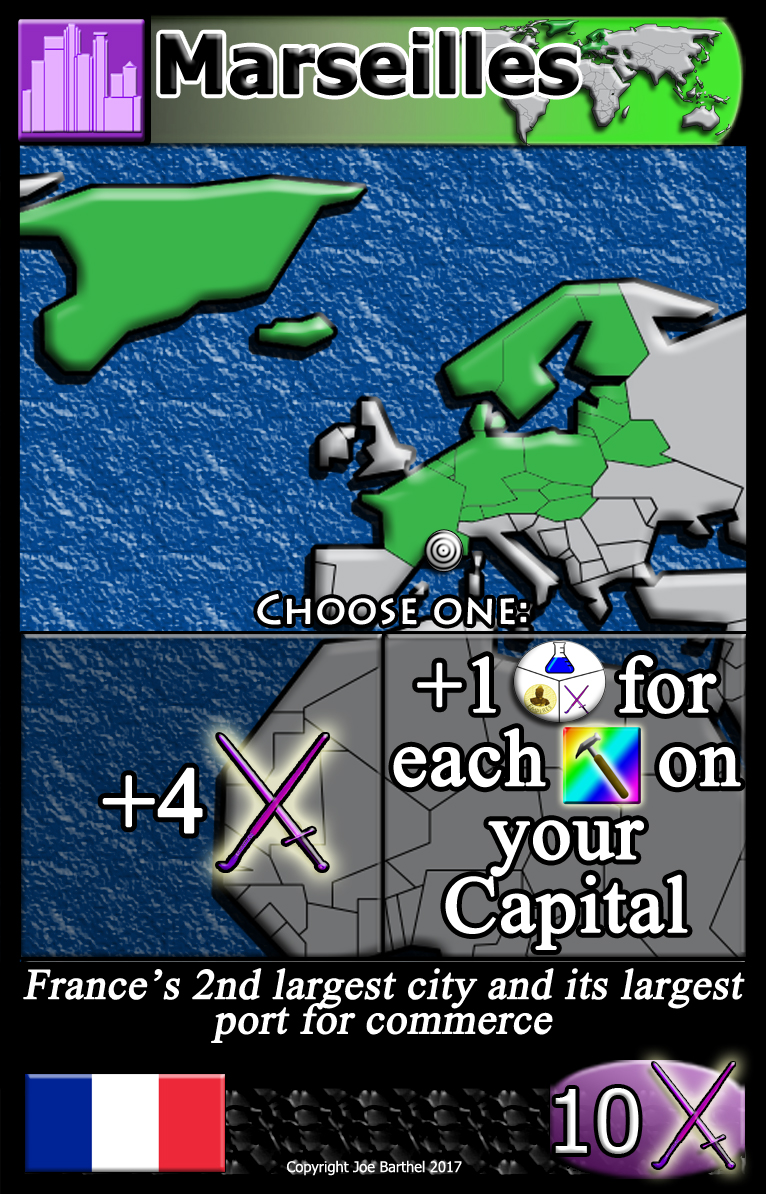 Marseilles
CHOOSE ONE:
+4
+1 for
each on
your
Capital
France's 2nd largest city and its largest
port for commerce
10
Copyright Joe Barthel 2017